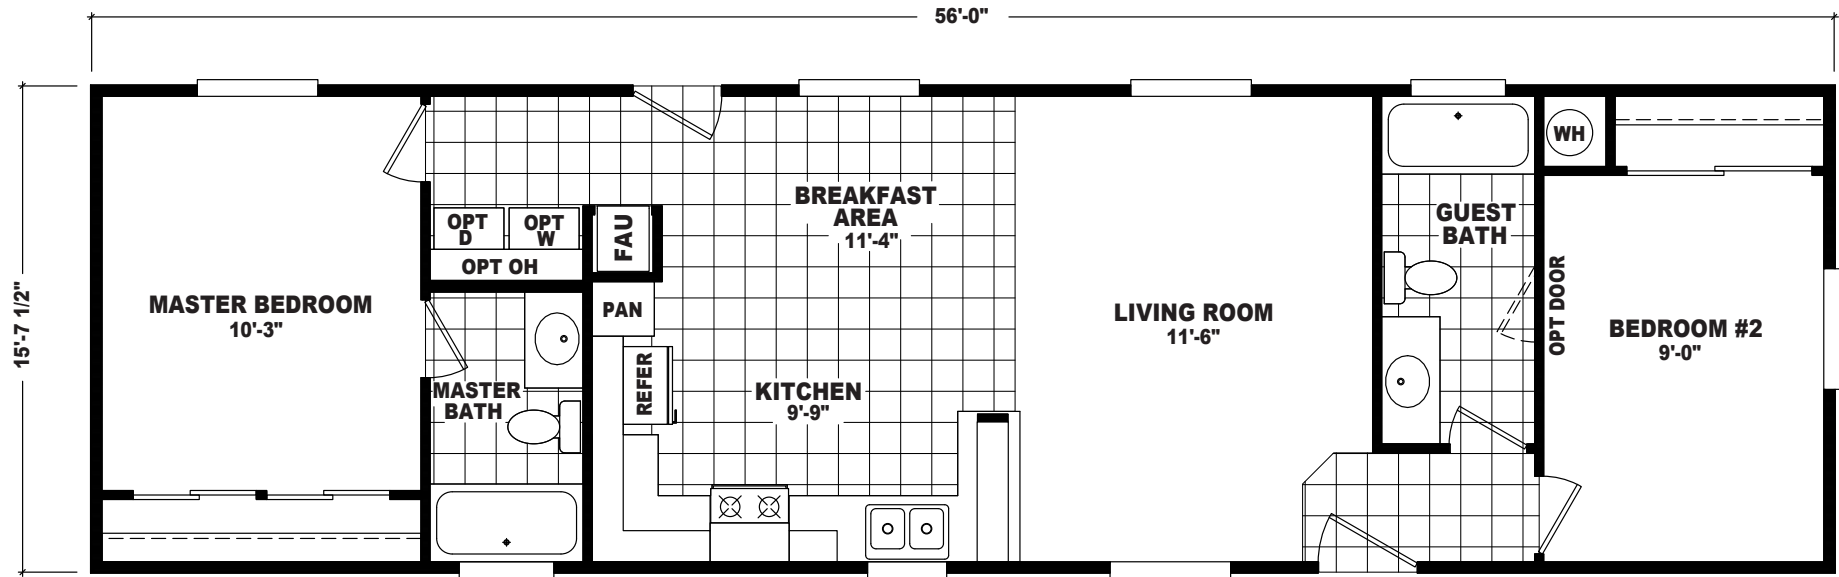 56'-0"
15'-7 1/2"
MASTER BEDROOM
10'-3"
OPT
D
OPT
W
OPT OH
FAU
PAN
REFER
MASTER
BATH
BREAKFAST
AREA
11'-4"
KITCHEN
9'-9"
LIVING ROOM
11'-6"
GUEST
BATH
OPT DOOR
WH
BEDROOM #2
9'-0"